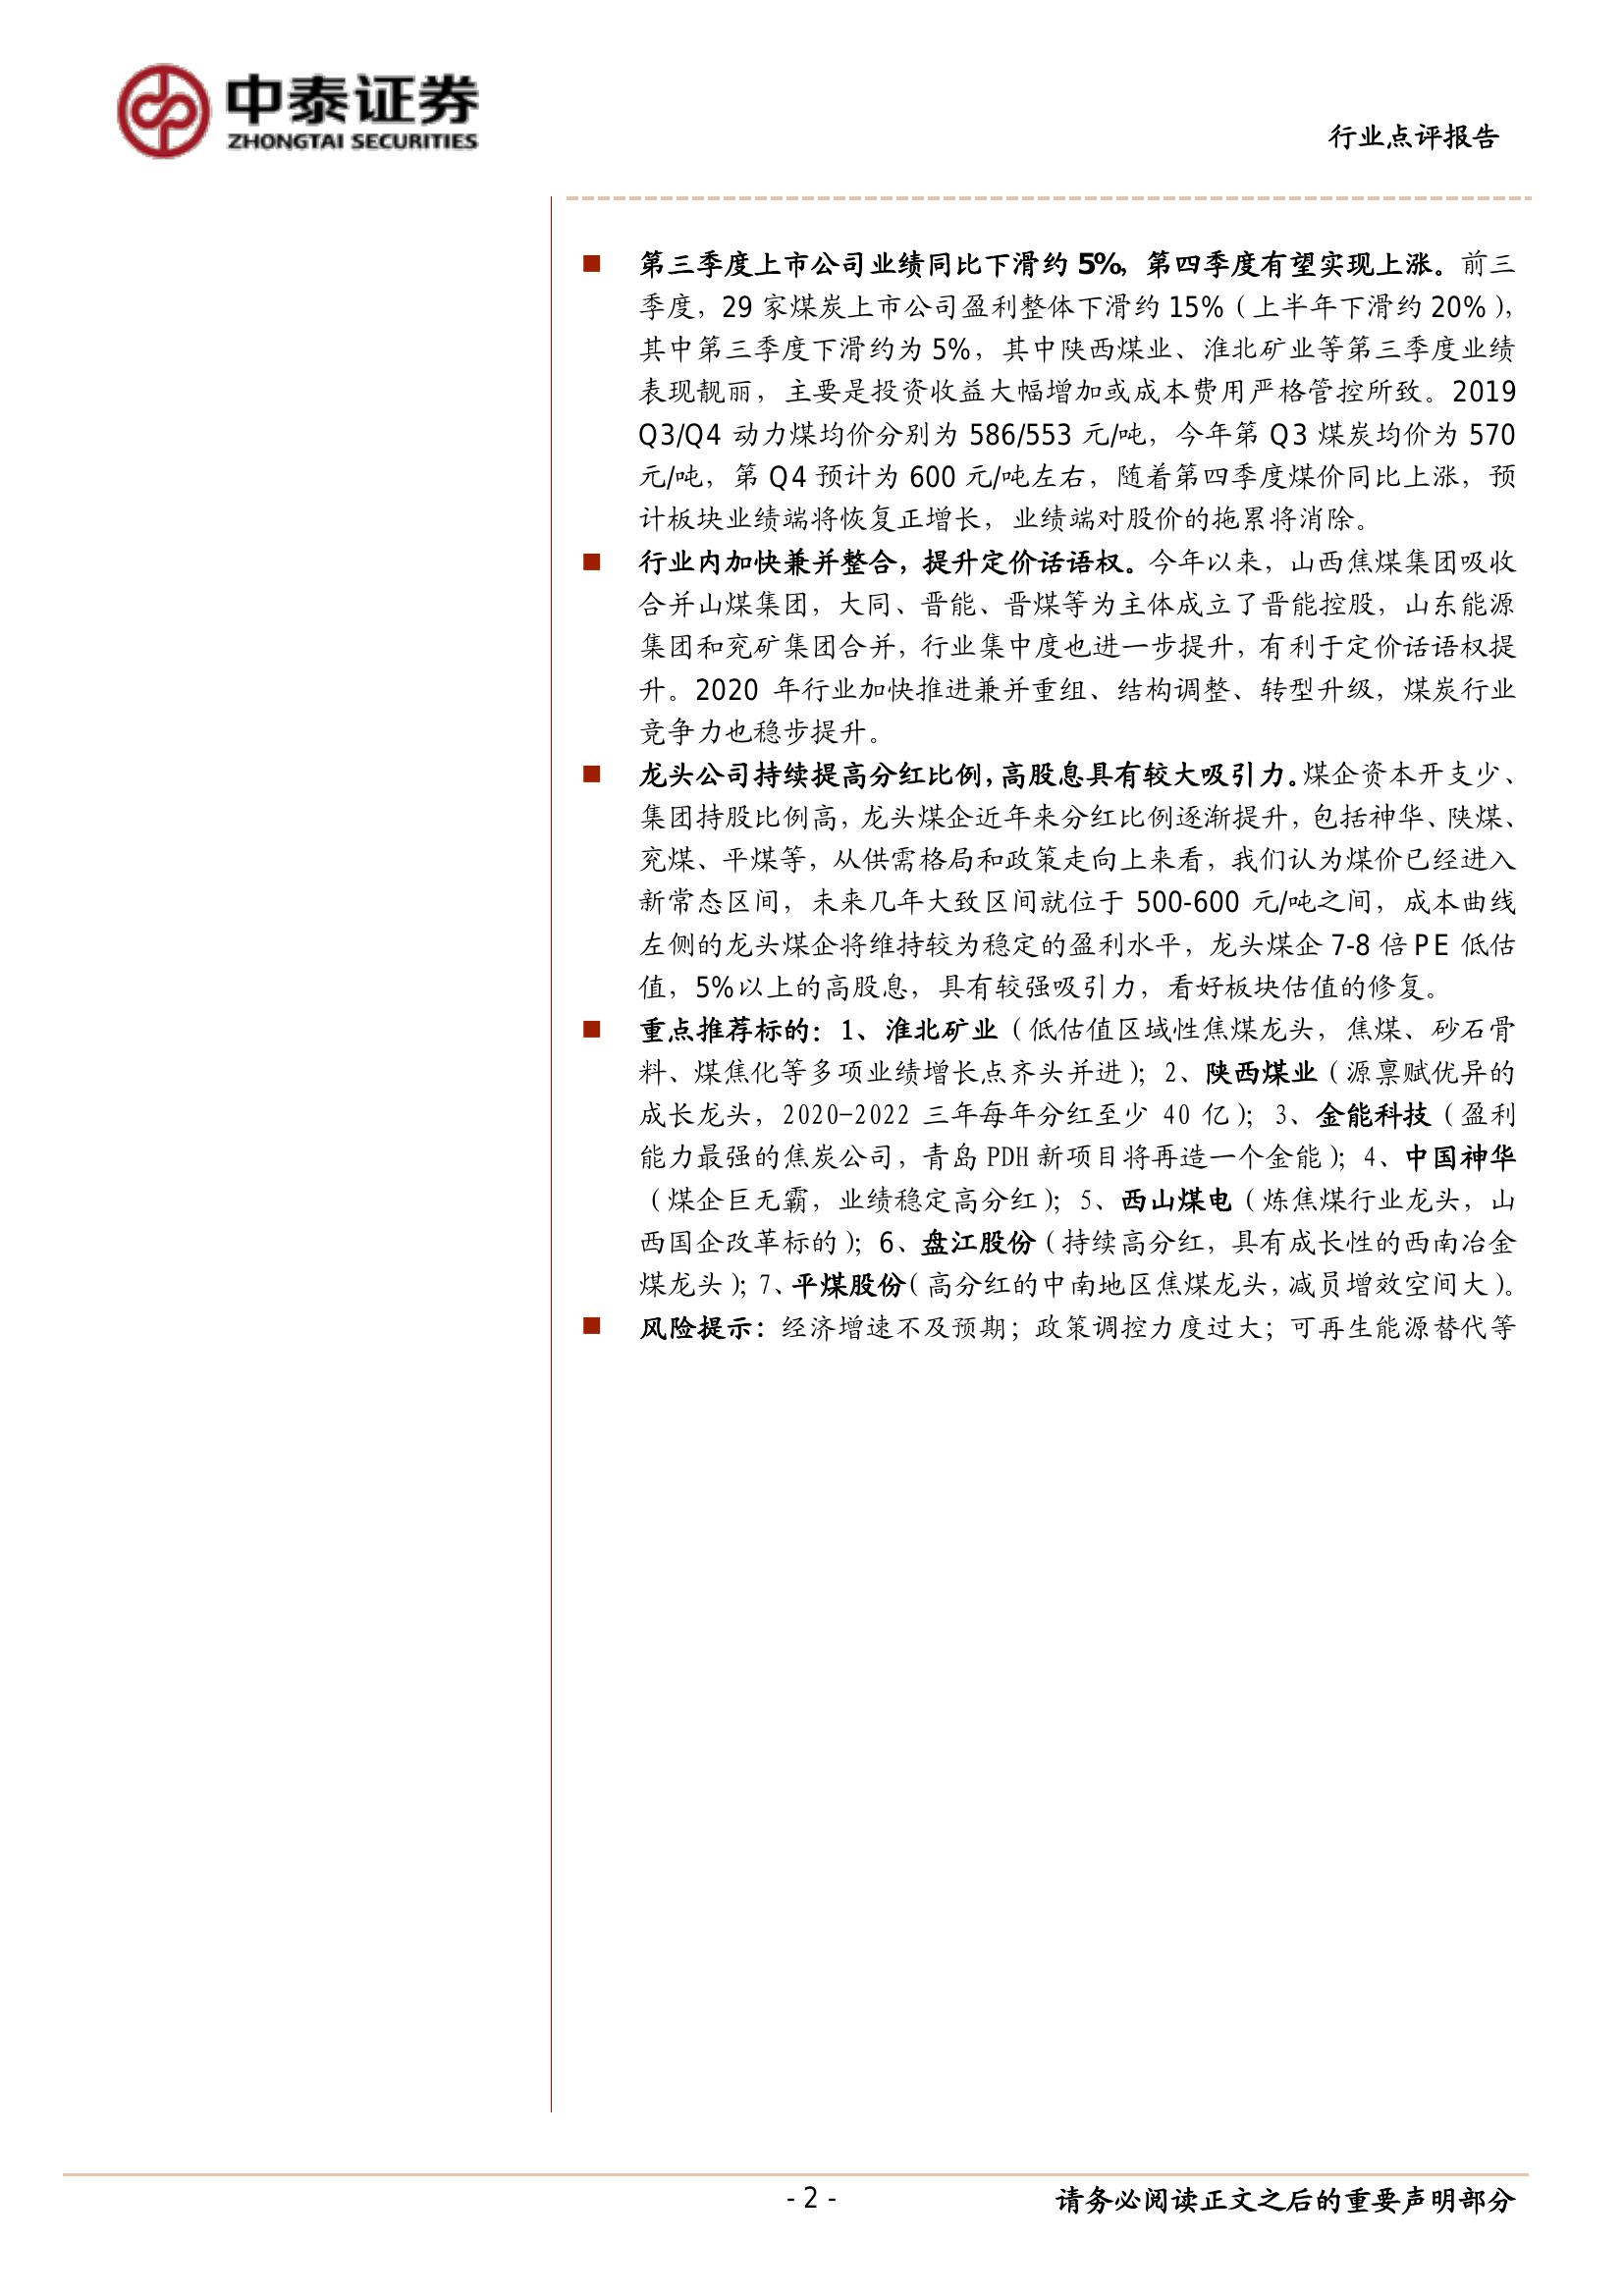 中泰证券
ZHONGTAI SECURITIES
行业点评报告
第三季度上市公司业绩同比下滑约 5%，第四季度有望实现上涨。前三
季度，29 家煤炭上市公司盈利整体下滑约 15%（上半年下滑约 20%），
其中第三季度下滑约为 5%，其中陕西煤业、淮北矿业等第三季度业绩
表现靓丽，主要是投资收益大幅增加或成本费用严格管控所致。2019
Q3/Q4 动力煤均价分别为 586/553 元/吨，今年第 Q3 煤炭均价为 570
元/吨，第 Q4 预计为 600 元/吨左右，随着第四季度煤价同比上涨，预
计板块业绩端将恢复正增长，业绩端对股价的拖累将消除。
行业内加快兼并整合，提升定价话语权。今年以来，山西焦煤集团吸收
合并山煤集团，大同、晋能、晋煤等为主体成立了晋能控股，山东能源
集团和兖矿集团合并，行业集中度也进一步提升，有利于定价话语权提
升。2020 年行业加快推进兼并重组、结构调整、转型升级，煤炭行业
竞争力也稳步提升。
龙头公司持续提高分红比例，高股息具有较大吸引力。煤企资本开支少、
集团持股比例高，龙头煤企近年来分红比例逐渐提升，包括神华、陕煤、
兖煤、平煤等，从供需格局和政策走向上来看，我们认为煤价已经进入
新常态区间，未来几年大致区间就位于 500-600 元/吨之间，成本曲线
左侧的龙头煤企将维持较为稳定的盈利水平，龙头煤企 7-8 倍 PE 低估
值，5%以上的高股息，具有较强吸引力，看好板块估值的修复。
重点推荐标的：1、淮北矿业（低估值区域性焦煤龙头，焦煤、砂石骨
料、煤焦化等多项业绩增长点齐头并进）；2、陕西煤业（源禀赋优异的
成长龙头，2020-2022 三年每年分红至少 40 亿）；3、金能科技（盈利
能力最强的焦炭公司，青岛 PDH 新项目将再造一个金能）；4、中国神华
（煤企巨无霸，业绩稳定高分红）；5、西山煤电（炼焦煤行业龙头，山
西国企改革标的）；6、盘江股份（持续高分红，具有成长性的西南冶金
煤龙头）；7、平煤股份（高分红的中南地区焦煤龙头，减员增效空间大）。
风险提示：经济增速不及预期；政策调控力度过大；可再生能源替代等
- 2 -
请务必阅读正文之后的重要声明部分